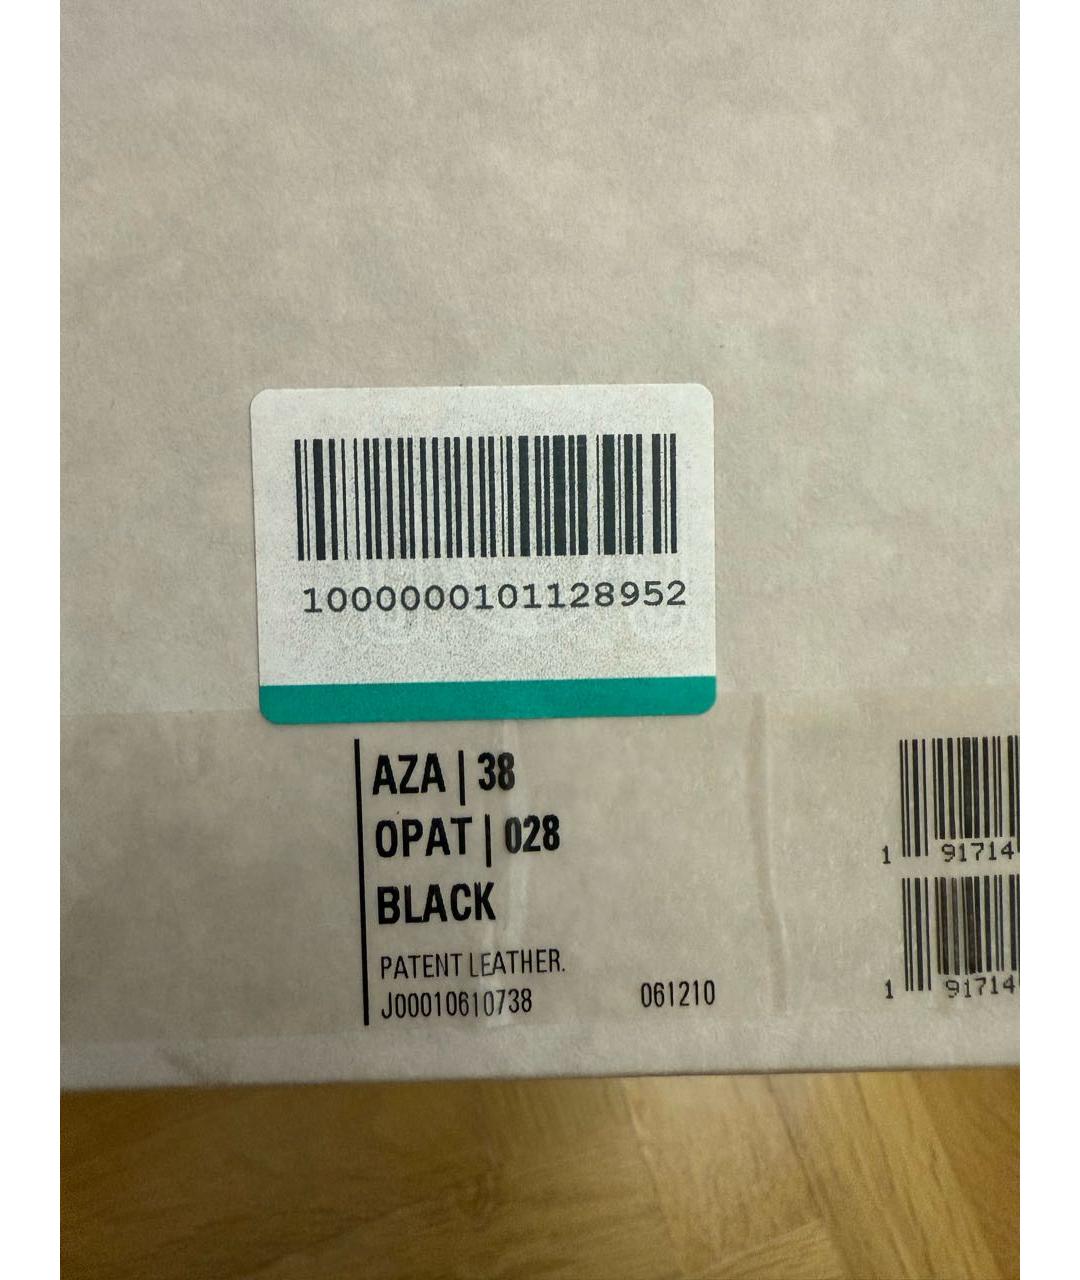 1000000101128952
AZA | 38
OPAT | 028
BLACK
PATENT LEATHER.
J00010610738 061210
1 91714
1 91714